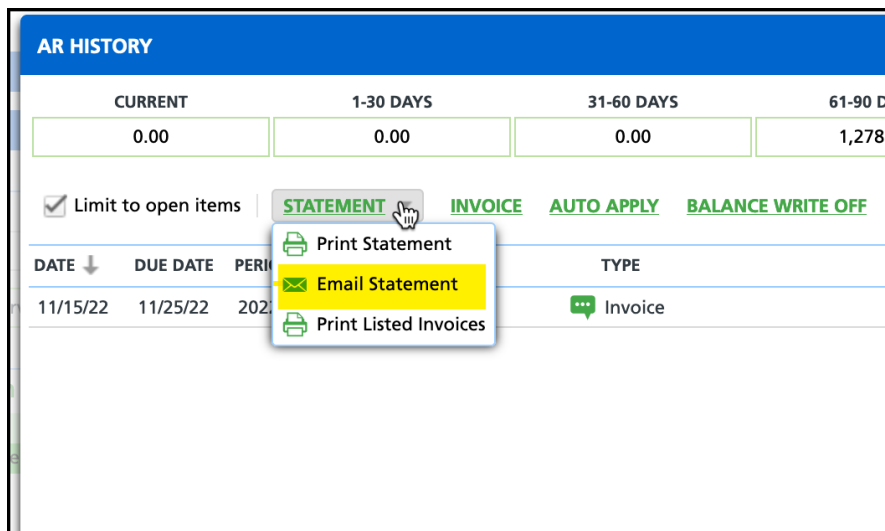 AR HISTORY
CURRENT 1-30 DAYS 31-60 DAYS 61-90
0.00 0.00 0.00 1,278
Limit to open items STATEMENT INVOICE AUTO APPLY BALANCE WRITE OFF
Print Statement
DATE DUE DATE TYPE
Email Statement
11/15/22 11/25/22 Invoice
Print Listed Invoices